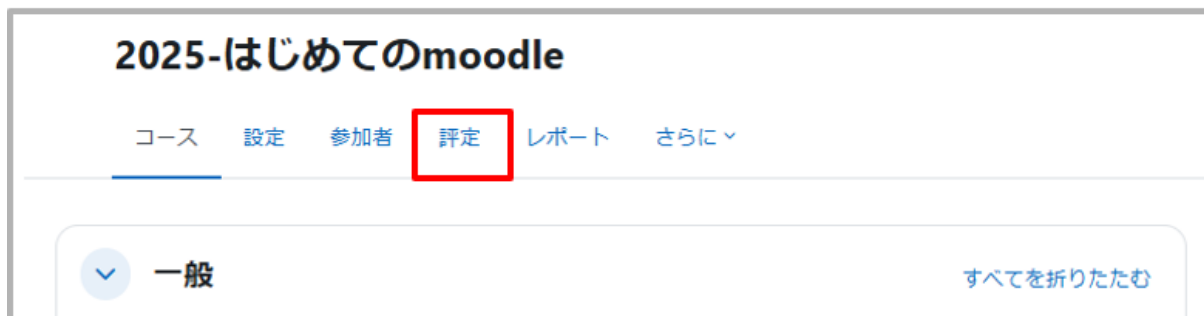 2025-はじめてのmoodle
コース 設定 参加者 評定 レポート さらに
一般 すべてを折りたたむ